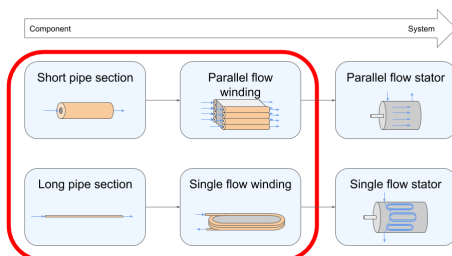 Component
System
Short pipe section
Parallel flow
winding
Parallel flow stator
Long pipe section
Single flow winding
Single flow stator